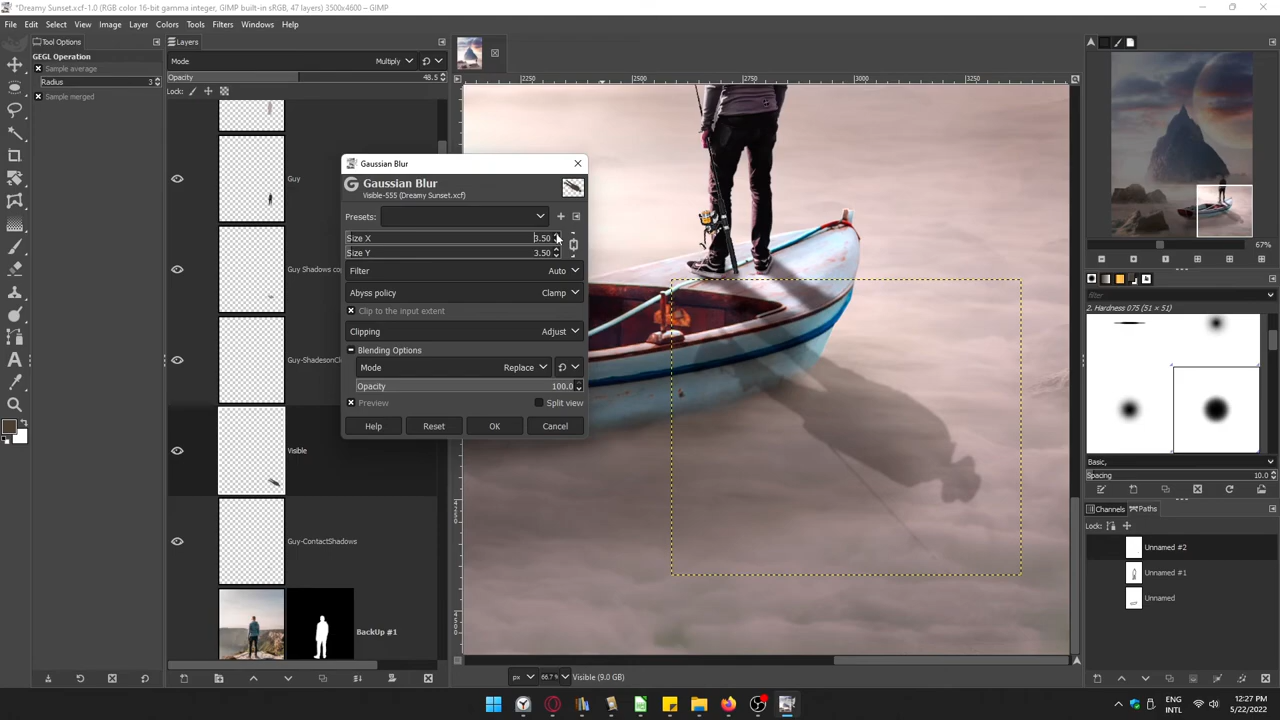 *Dreamy Sunset.xcf-1.0 (RGB color 16-bit gamma integer, GIMP built-in sRGB, 47 layers) 3500x4600 – GIMP
File Edit Select View Image Layer Colors Tools Filters Windows Help
Tool Options
GEGL Operation
Sample average
Radius 3
Sample merged
Layers
Mode Multiply
Opacity 48.5
Lock:
Guy
Guy Shadows cop
Guy-ShadesonClo
Visible
Guy-ContactShadows
BackUp #1
Gaussian Blur
Gaussian Blur
Visible-555 (Dreamy Sunset.xcf)
Presets:
Size X 3.50
Size Y 3.50
Filter Auto
Abyss policy Clamp
Clip to the input extent
Clipping Adjust
Blending Options
Mode Replace
Opacity 100.0
Preview Split view
Help Reset OK Cancel
2250 2500 2750 3000 3250
4250
4500
px 66.7 % Visible (9.0 GB)
67%
filter
2. Hardness 075 (51 × 51)
Basic,
Spacing 10.0
Channels Paths
Lock:
Unnamed #2
Unnamed #1
Unnamed
ENG
INTL
12:27 PM
5/22/2022